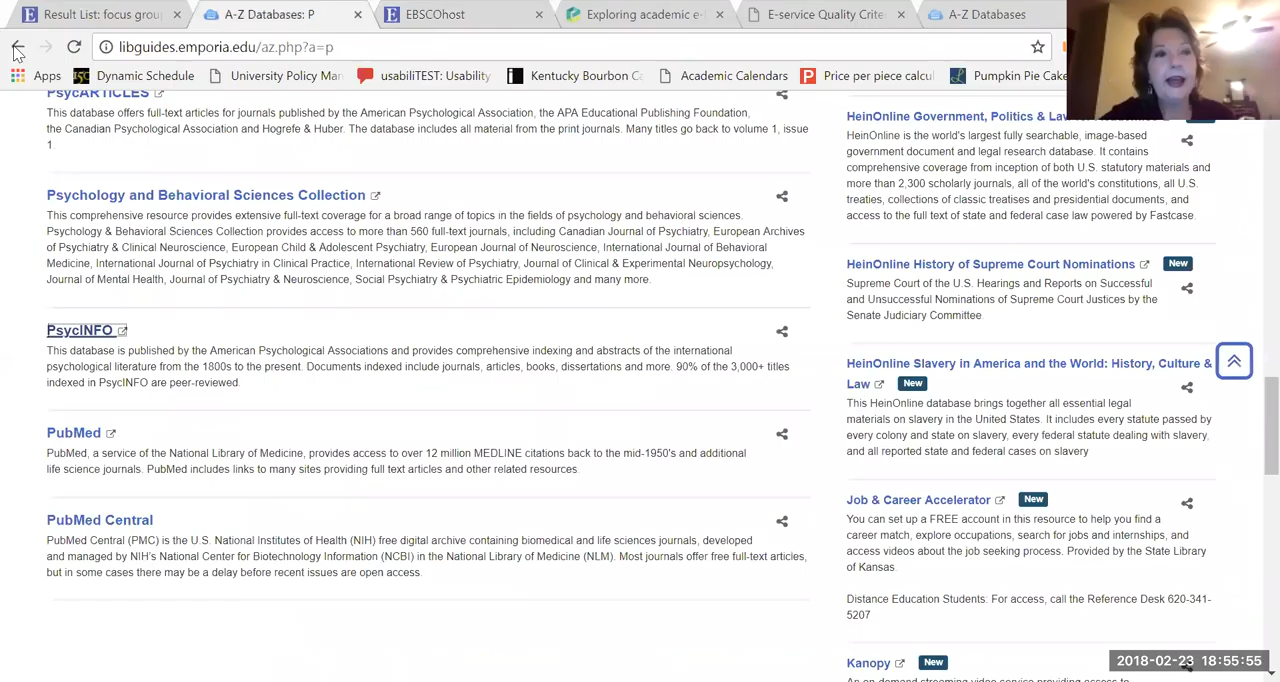 Result List: focus grou
A-Z Databases: P
EBSCOhost
Exploring academic e-l
E-service Quality Crite
A-Z Databases
libguides.emporia.edu/az.php?a=p
Apps
Dynamic Schedule
University Policy Man
usabiliTEST: Usability
Kentucky Bourbon Ca
Academic Calendars
Price per piece calcul
Pumpkin Pie Cake
PsycARTICLES
This database offers full-text articles for journals published by the American Psychological Association, the APA Educational Publishing Foundation,
the Canadian Psychological Association and Hogrefe & Huber. The database includes all material from the print journals. Many titles go back to volume 1, issue
1.
Psychology and Behavioral Sciences Collection
This comprehensive resource provides extensive full-text coverage for a broad range of topics in the fields of psychology and behavioral sciences.
Psychology & Behavioral Sciences Collection provides access to more than 560 full-text journals, including Canadian Journal of Psychiatry, European Archives
of Psychiatry & Clinical Neuroscience, European Child & Adolescent Psychiatry, European Journal of Neuroscience, International Journal of Behavioral
Medicine, International Journal of Psychiatry in Clinical Practice, International Review of Psychiatry, Journal of Clinical & Experimental Neuropsychology,
Journal of Mental Health, Journal of Psychiatry & Neuroscience, Social Psychiatry & Psychiatric Epidemiology and many more.
PsycINFO
This database is published by the American Psychological Associations and provides comprehensive indexing and abstracts of the international
psychological literature from the 1800s to the present. Documents indexed include journals, articles, books, dissertations and more. 90% of the 3,000+ titles
indexed in PsycINFO are peer-reviewed.
PubMed
PubMed, a service of the National Library of Medicine, provides access to over 12 million MEDLINE citations back to the mid-1950's and additional
life science journals. PubMed includes links to many sites providing full text articles and other related resources.
PubMed Central
PubMed Central (PMC) is the U.S. National Institutes of Health (NIH) free digital archive containing biomedical and life sciences journals, developed
and managed by NIH's National Center for Biotechnology Information (NCBI) in the National Library of Medicine (NLM). Most journals offer free full-text articles,
but in some cases there may be a delay before recent issues are open access.
HeinOnline Government, Politics & La
HeinOnline is the world's largest fully searchable, image-based
government document and legal research database. It contains
comprehensive coverage from inception of both U.S. statutory materials and
more than 2,300 scholarly journals, all of the world's constitutions, all U.S.
treaties, collections of classic treatises and presidential documents, and
access to the full text of state and federal case law powered by Fastcase.
HeinOnline History of Supreme Court Nominations New
Supreme Court of the U.S. Hearings and Reports on Successful
and Unsuccessful Nominations of Supreme Court Justices by the
Senate Judiciary Committee.
HeinOnline Slavery in America and the World: History, Culture &
Law New
This HeinOnline database brings together all essential legal
materials on slavery in the United States. It includes every statute passed by
every colony and state on slavery, every federal statute dealing with slavery,
and all reported state and federal cases on slavery
Job & Career Accelerator New
You can set up a FREE account in this resource to help you find a
career match, explore occupations, search for jobs and internships, and
access videos about the job seeking process. Provided by the State Library
of Kansas.
Distance Education Students: For access, call the Reference Desk 620-341-
5207
Kanopy New
An on-demand streaming video service providing access to
2018-02-23 18:55:55